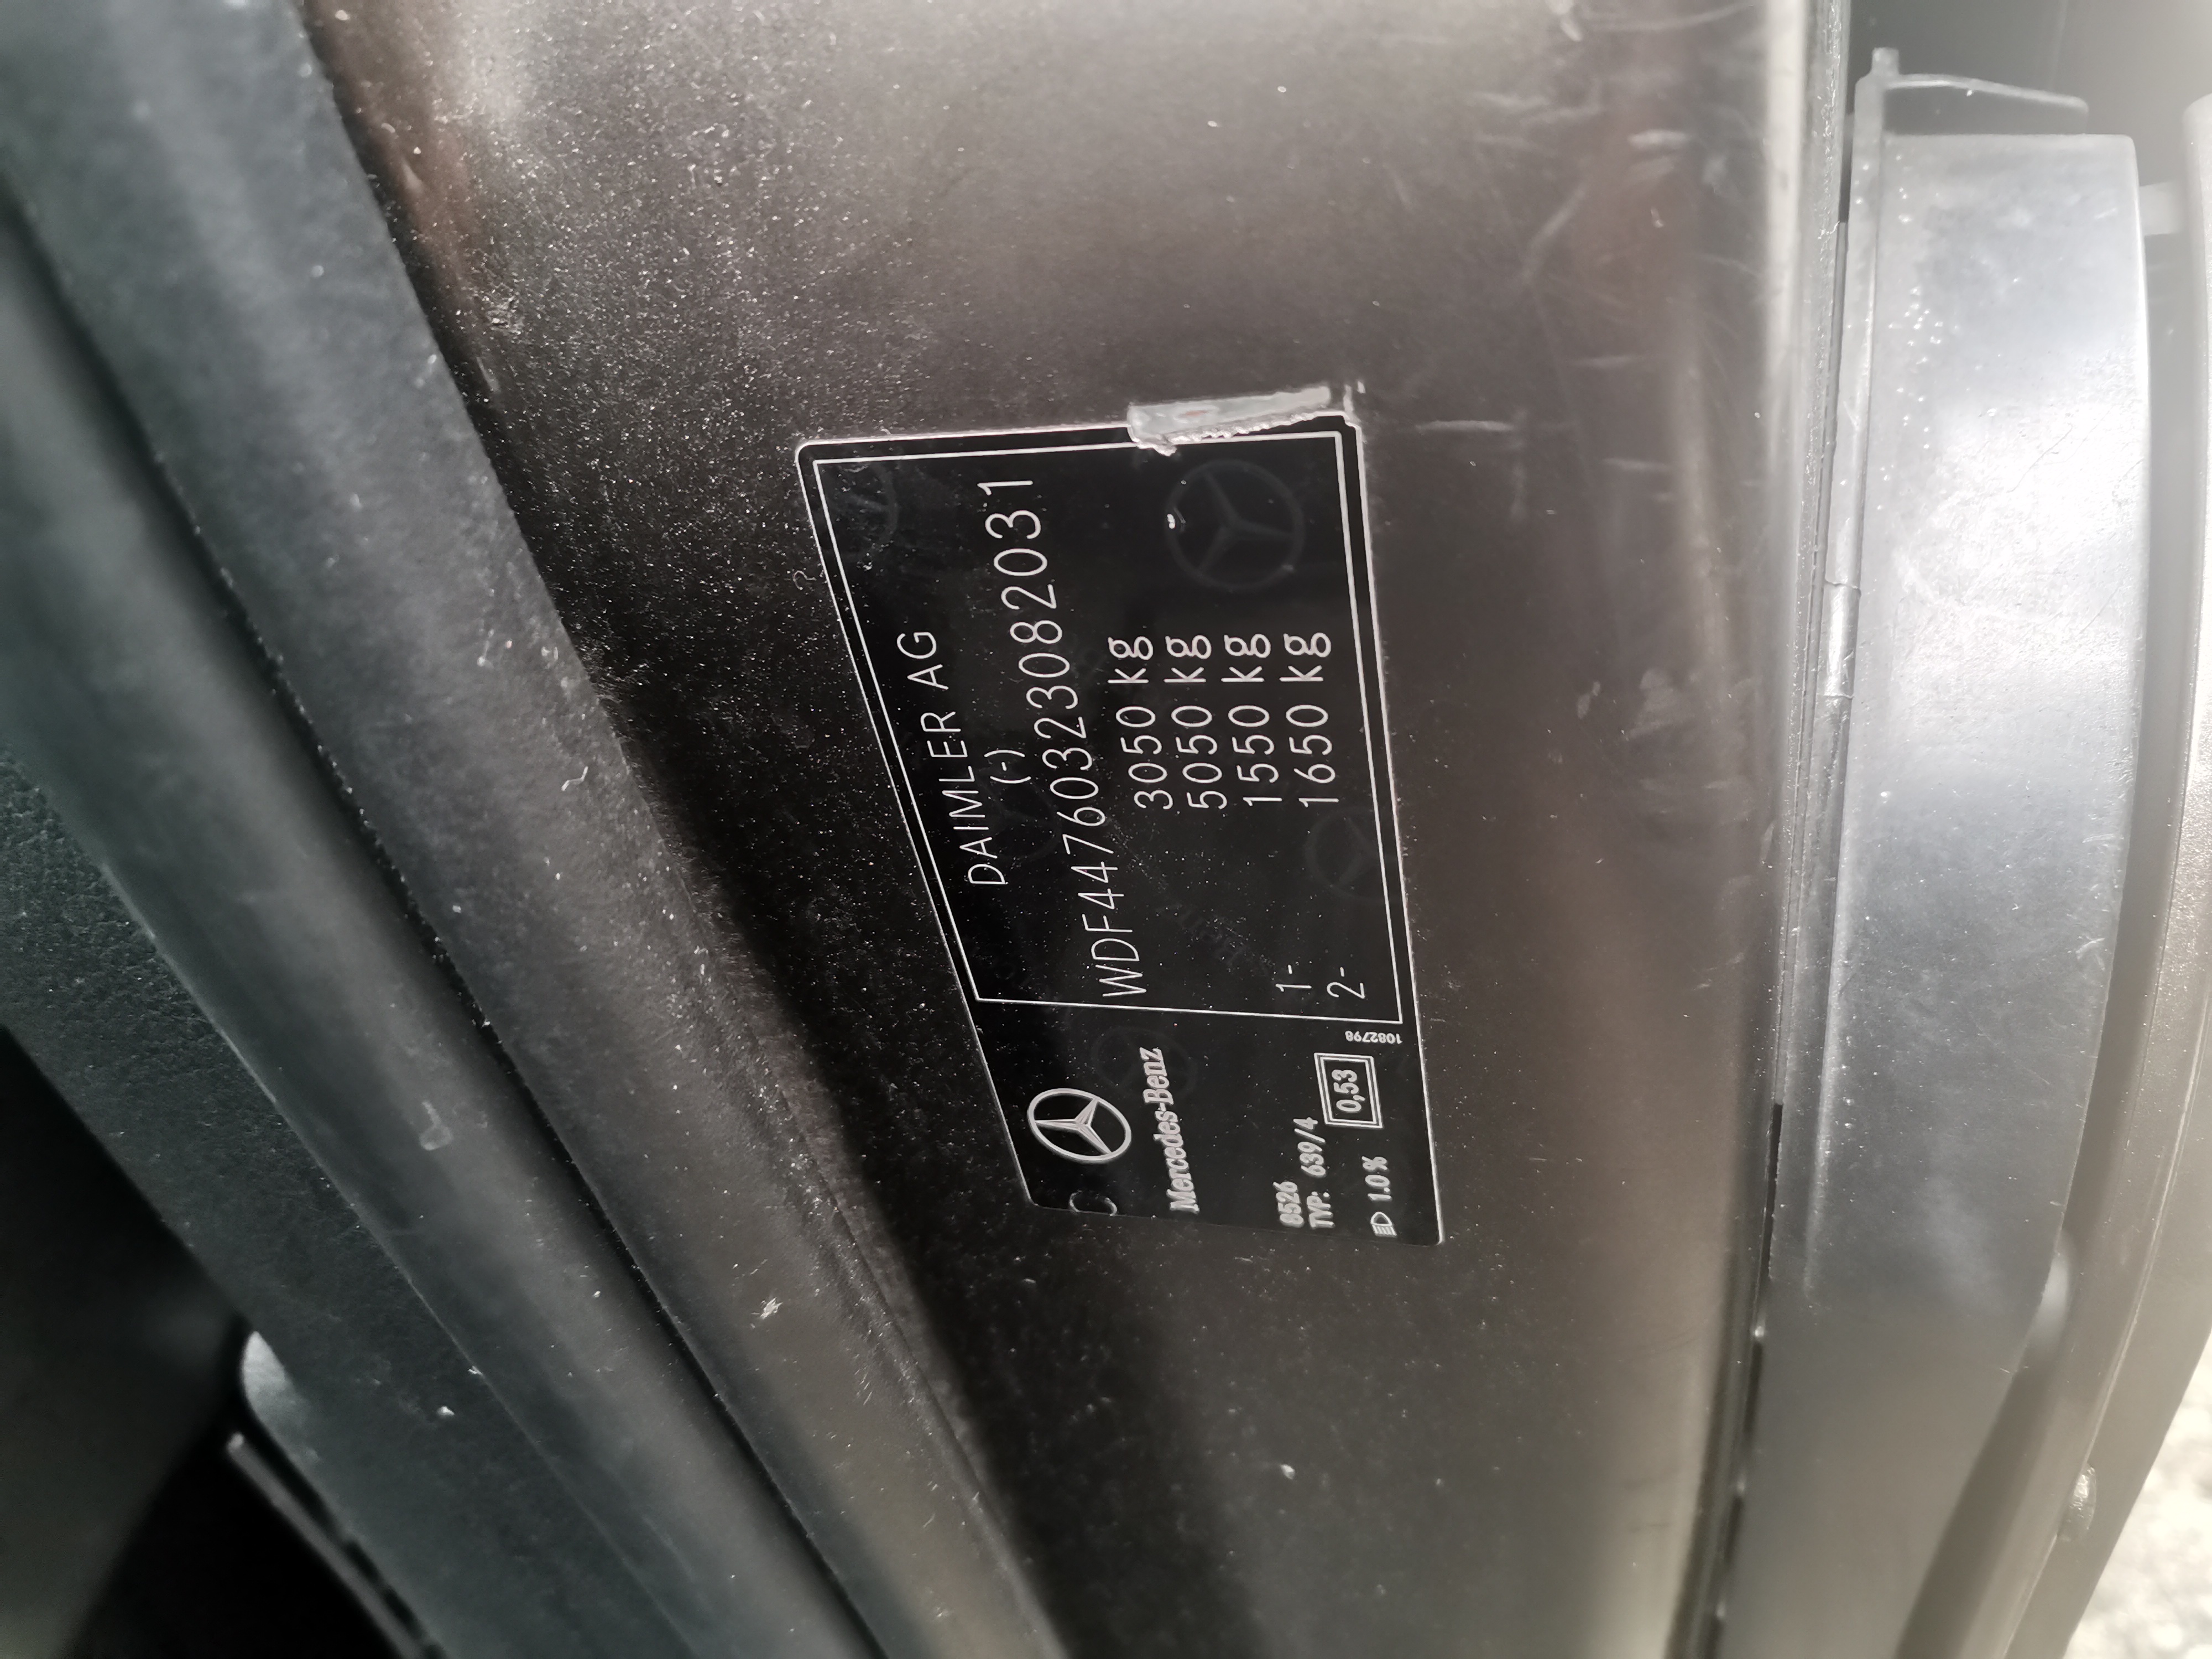 DAIMLER AG
(-)
WDF44760323082031
3050 kg
5050 kg
1- 1550 kg
2- 1650 kg
Mercedes-Benz
8526
TYP: 639/4
1.0 % 0,53
1082798